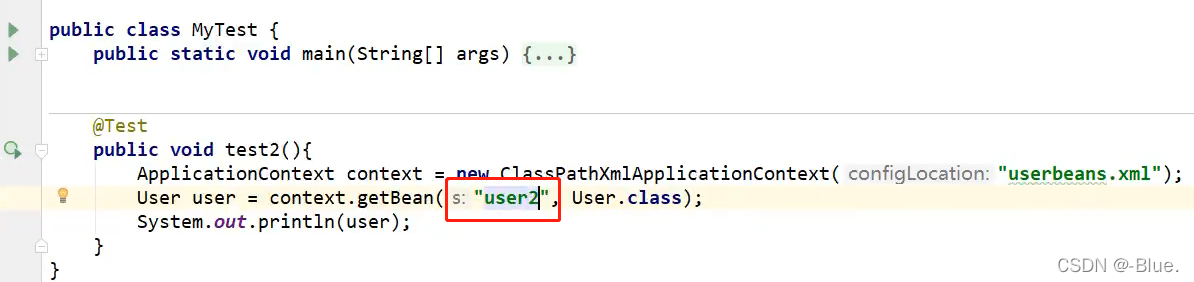 public class MyTest {
public static void main(String[] args) {...}
@Test
public void test2(){
ApplicationContext context = new ClassPathXmlApplicationContext( configLocation: "userbeans.xml");
User user = context.getBean( s: "user2", User.class);
System.out.println(user);
}
}
CSDN @-Blue.